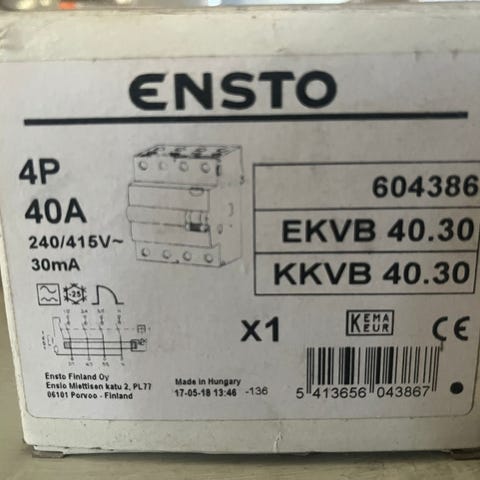 ENSTO
4P
40A
240/415V~
30mA
604386
EKVB 40.30
KKVB 40.30
-25
X1
KEMA
KEUR
CE
Ensto Finland Oy
Ensio Miettisen katu 2, PL77
06101 Porvoo - Finland
Made in Hungary
17-05-18 13:46 -136
5 413656 043867